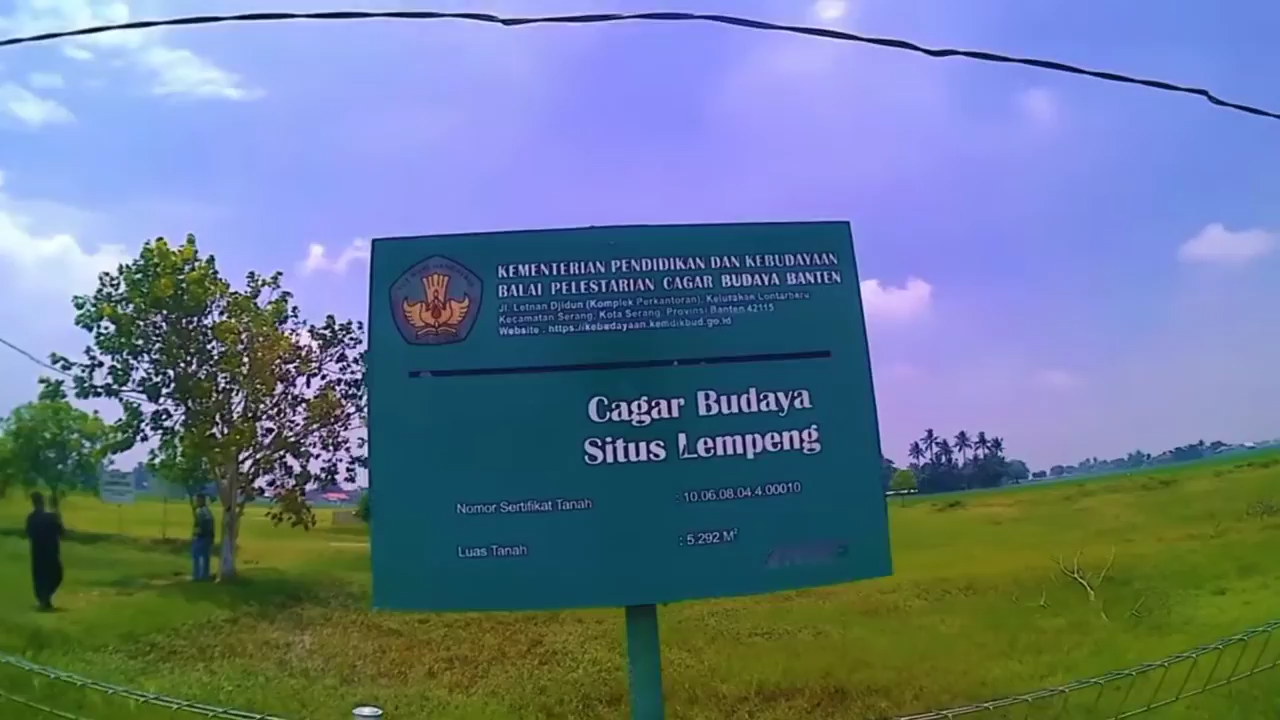 KEMENTERIAN PENDIDIKAN DAN KEBUDAYAAN
BALAI PELESTARIAN CAGAR BUDAYA BANTEN
Jl. Letnan Djidun (Komplek Perkantoran), Kelurahan Lontarbaru
Kecamatan Serang, Kota Serang, Provinsi Banten 42115
Website : https://kebudayaan.kemdikbud.go.id
Cagar Budaya
Situs Lempeng
Nomor Sertifikat Tanah : 10.06.08.04.4.00010
Luas Tanah : 5.292 M²